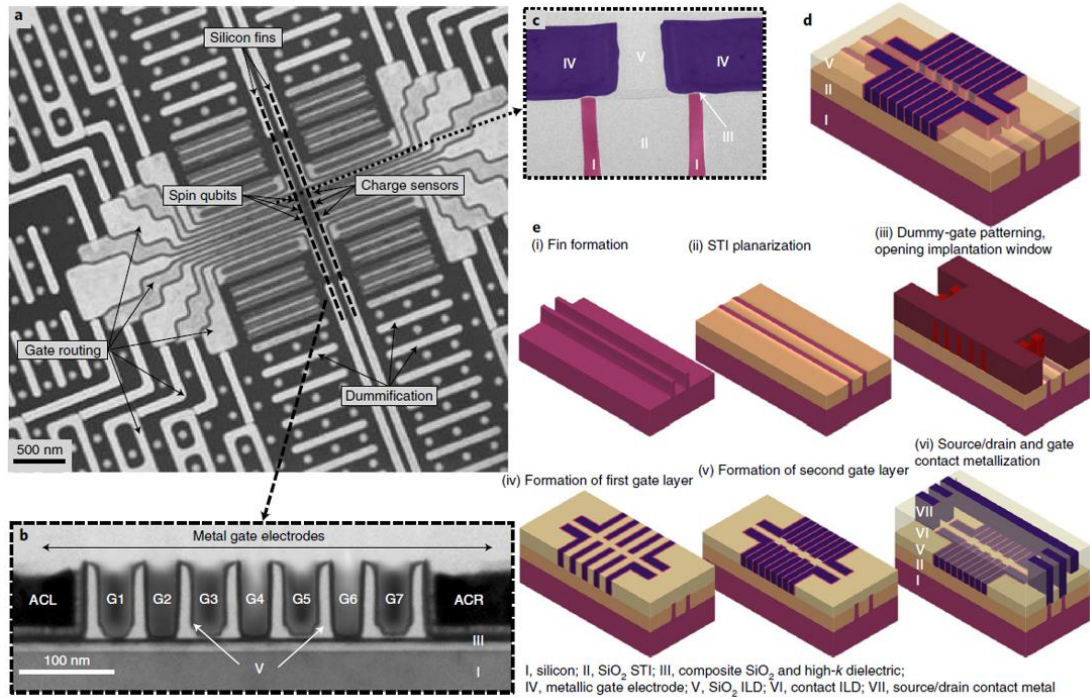 a
Silicon fins
Spin qubits
Charge sensors
Gate routing
Dummification
500 nm
b
Metal gate electrodes
ACL
G1
G2
G3
G4
G5
G6
G7
ACR
III
V
I
100 nm
c
IV
V
IV
III
I
II
I
d
V
II
I
e
(i) Fin formation
(ii) STI planarization
(iii) Dummy-gate patterning,
opening implantation window
(iv) Formation of first gate layer
(v) Formation of second gate layer
(vi) Source/drain and gate
contact metallization
VII
VI
V
II
I
I, silicon; II, SiO₂ STI; III, composite SiO₂ and high-k dielectric;
IV, metallic gate electrode; V, SiO₂ ILD; VI, contact ILD; VII, source/drain contact metal